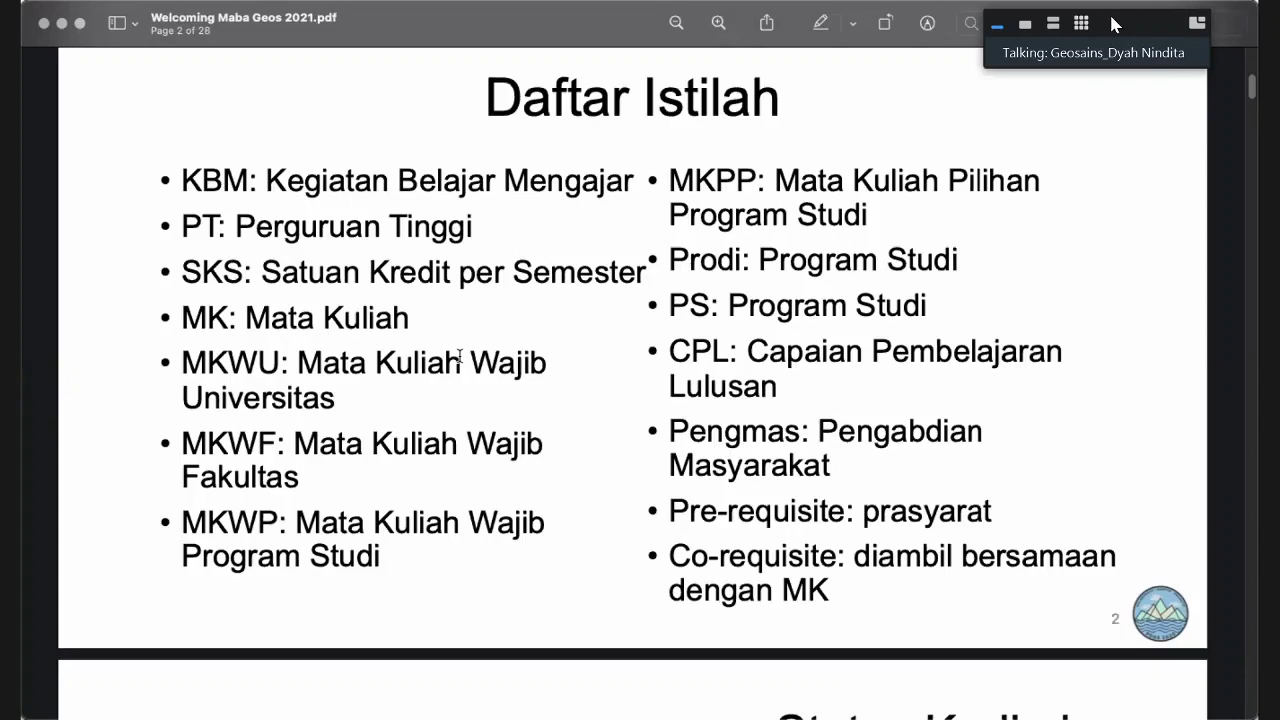 Welcoming Maba Geos 2021.pdf
Page 2 of 28
Talking: Geosains_Dyah Nindita
Daftar Istilah
• KBM: Kegiatan Belajar Mengajar
• PT: Perguruan Tinggi
• SKS: Satuan Kredit per Semester
• MK: Mata Kuliah
• MKWU: Mata Kuliah Wajib
Universitas
• MKWF: Mata Kuliah Wajib
Fakultas
• MKWP: Mata Kuliah Wajib
Program Studi
• MKPP: Mata Kuliah Pilihan
Program Studi
• Prodi: Program Studi
• PS: Program Studi
• CPL: Capaian Pembelajaran
Lulusan
• Pengmas: Pengabdian
Masyarakat
• Pre-requisite: prasyarat
• Co-requisite: diambil bersamaan
dengan MK
2